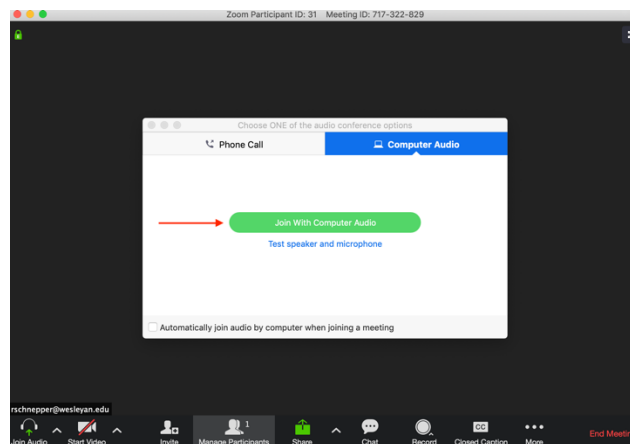 Zoom Participant ID: 31 Meeting ID: 717-322-829
Choose ONE of the audio conference options
Phone Call
Computer Audio
Join With Computer Audio
Test speaker and microphone
Automatically join audio by computer when joining a meeting
rschnepper@wesleyan.edu
1
CC
Join Audio
Start Video
Invite
Manage Participants
Share
Chat
Record
Closed Caption
More
End Meetin